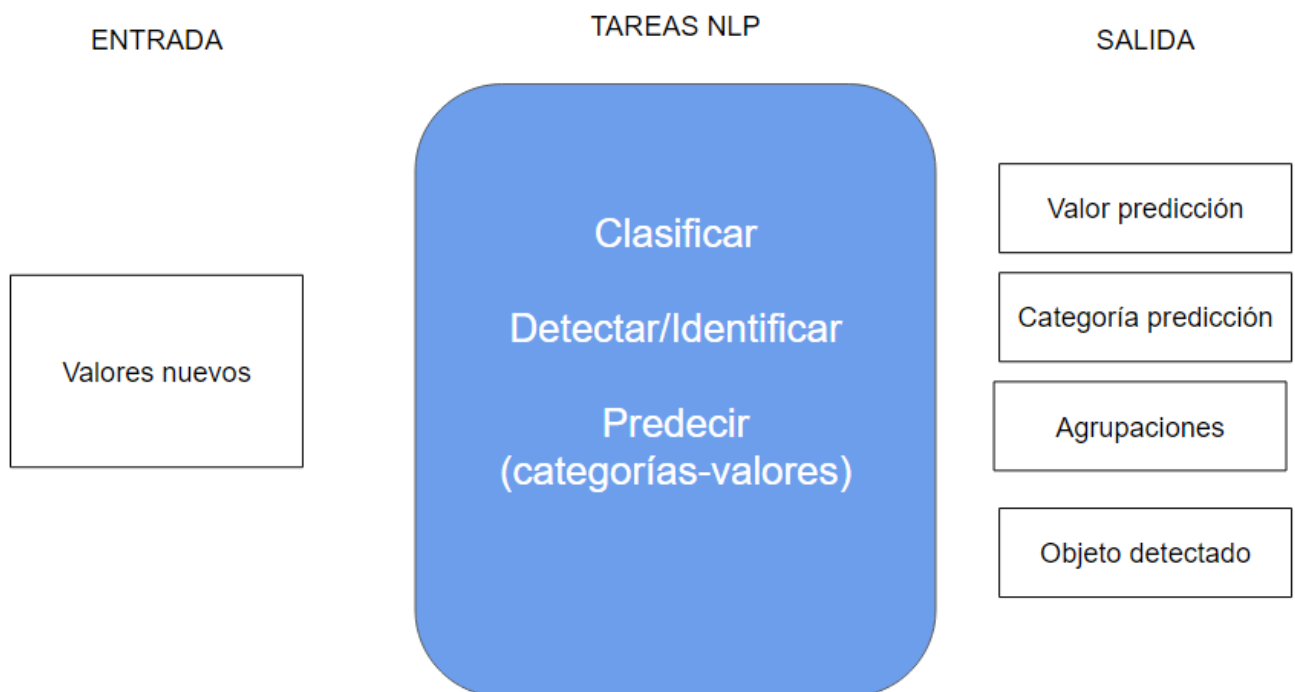 ENTRADA
TAREAS NLP
SALIDA
Valores nuevos
Clasificar
Detectar/Identificar
Predecir
(categorías-valores)
Valor predicción
Categoría predicción
Agrupaciones
Objeto detectado